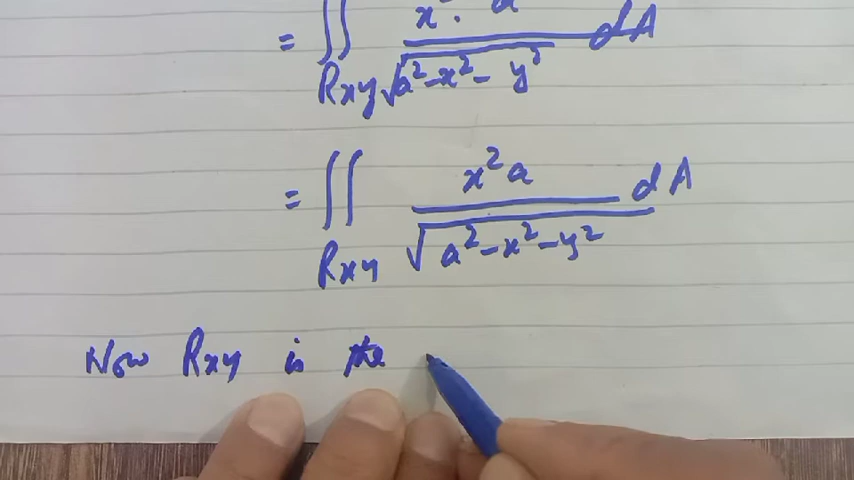 = ∬ x². a dA
Rxy √a²-x²-y²
= ∬ x²a dA
Rxy √a²-x²-y²
Now Rxy is the